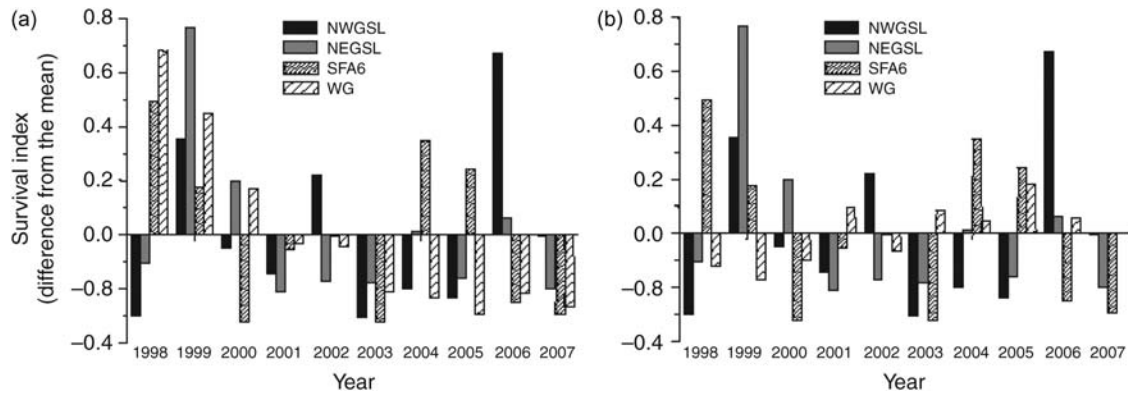 (a)
Survival index
(difference from the mean)
0.8
0.6
0.4
0.2
0.0
−0.8
−0.4
NWGSL
NEGSL
SFA6
WG
1998 1999 2000 2001 2002 2003 2004 2005 2006 2007
Year
(b)
0.8
0.6
0.4
0.2
0.0
−0.8
−0.4
NWGSL
NEGSL
SFA6
WG
1998 1999 2000 2001 2002 2003 2004 2005 2006 2007
Year